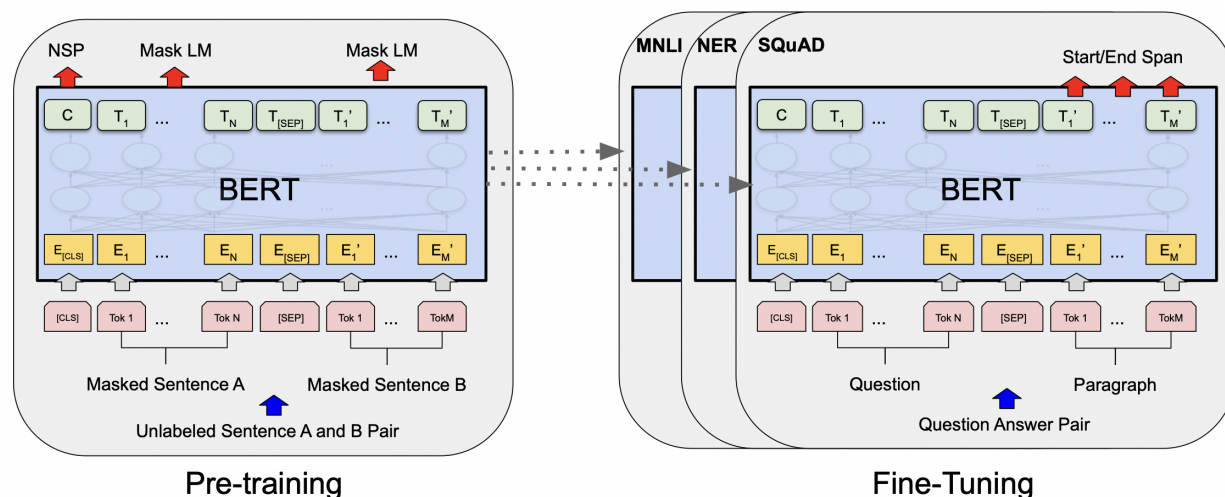 NSP Mask LM Mask LM
C T1 ... TN T[SEP] T1' ... TM'
...
BERT
...
E[CLS] E1 ... EN E[SEP] E1' ... EM'
[CLS] Tok 1 ... Tok N [SEP] Tok 1 ... TokM
Masked Sentence A Masked Sentence B
Unlabeled Sentence A and B Pair
Pre-training
MNLI NER SQuAD
Start/End Span
C T1 ... TN T[SEP] T1' ... TM'
...
BERT
...
E[CLS] E1 ... EN E[SEP] E1' ... EM'
[CLS] Tok 1 ... Tok N [SEP] Tok 1 ... TokM
Question Paragraph
Question Answer Pair
Fine-Tuning